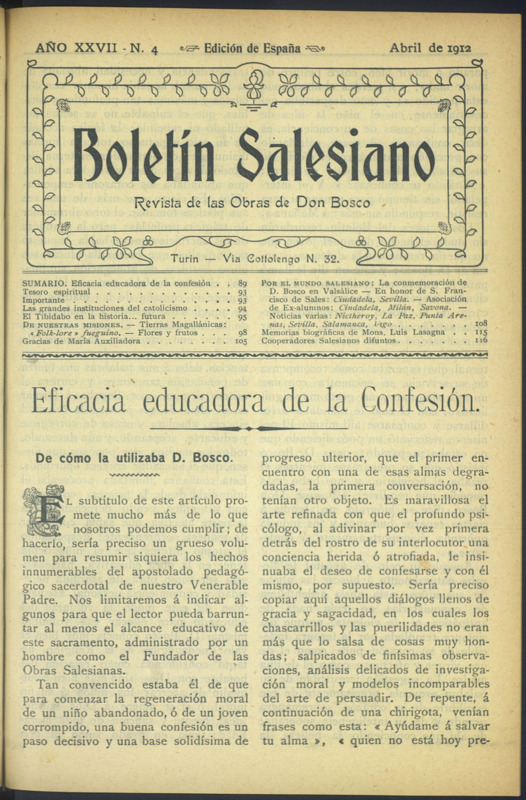 AÑO XXVII - N. 4 Edición de España Abril de 1912
Boletín Salesiano
Revista de las Obras de Don Bosco
Turín — Via Cottolengo N. 32.
SUMARIO. Eficacia educadora de la confesión . . 89
Tesoro espiritual . . . . . . . . . . . . . 93
Importante . . . . . . . . . . . . . . . 93
Las grandes instituciones del catolicismo . . . . 94
El Tibidabo en la historia.. futura . . . . . . 95
DE NUESTRAS MISIONES. — Tierras Magallánicas:
« Folk-lore » fueguino. — Flores y frutos . . . 98
Gracias de María Auxiliadora . . . . . . . . 105
POR EL MUNDO SALESIANO: La conmemoración de
D. Bosco en Valsálice — En honor de S. Fran-
cisco de Sales: Ciudadela, Sevilla. — Asociación
de Ex-alumnos: Ciudadela, Milán, Savona. —
Noticias varias: Nictheroy, La Paz, Punta Are-
nas, Sevilla, Salamanca, Vigo . . . . . . . 108
Memorias biográficas de Mons. Luis Lasagna . . 115
Cooperadores Salesianos difuntos . . . . . . . 116
Eficacia educadora de la Confesión.
De cómo la utilizaba D. Bosco.
EL subtítulo de este artículo pro-
mete mucho más de lo que
nosotros podemos cumplir; de
hacerlo, sería preciso un grueso volu-
men para resumir siquiera los hechos
innumerables del apostolado pedagó-
gico sacerdotal de nuestro Venerable
Padre. Nos limitaremos á indicar al-
gunos para que el lector pueda barrun-
tar al menos el alcance educativo de
este sacramento, administrado por un
hombre como el Fundador de las
Obras Salesianas.
Tan convencido estaba él de que
para comenzar la regeneración moral
de un niño abandonado, ó de un joven
corrompido, una buena confesión es un
paso decisivo y una base solidísima de
progreso ulterior, que el primer en-
cuentro con una de esas almas degra-
dadas, la primera conversación, no
tenían otro objeto. Es maravillosa el
arte refinada con que el profundo psi-
cólogo, al adivinar por vez primera
detrás del rostro de su interlocutor una
conciencia herida ó atrofiada, le insi-
nuaba el deseo de confesarse y con él
mismo, por supuesto. Sería preciso
copiar aquí aquellos diálogos llenos de
gracia y sagacidad, en los cuales los
chascarrillos y las puerilidades no eran
más que la salsa de cosas muy hon-
das; salpicados de finísimas observa-
ciones, análisis delicados de investiga-
ción moral y modelos incomparables
del arte de persuadir. De repente, á
continuación de una chirigota, venían
frases como esta: « Ayúdame á salvar
tu alma », « quien no está hoy pre-